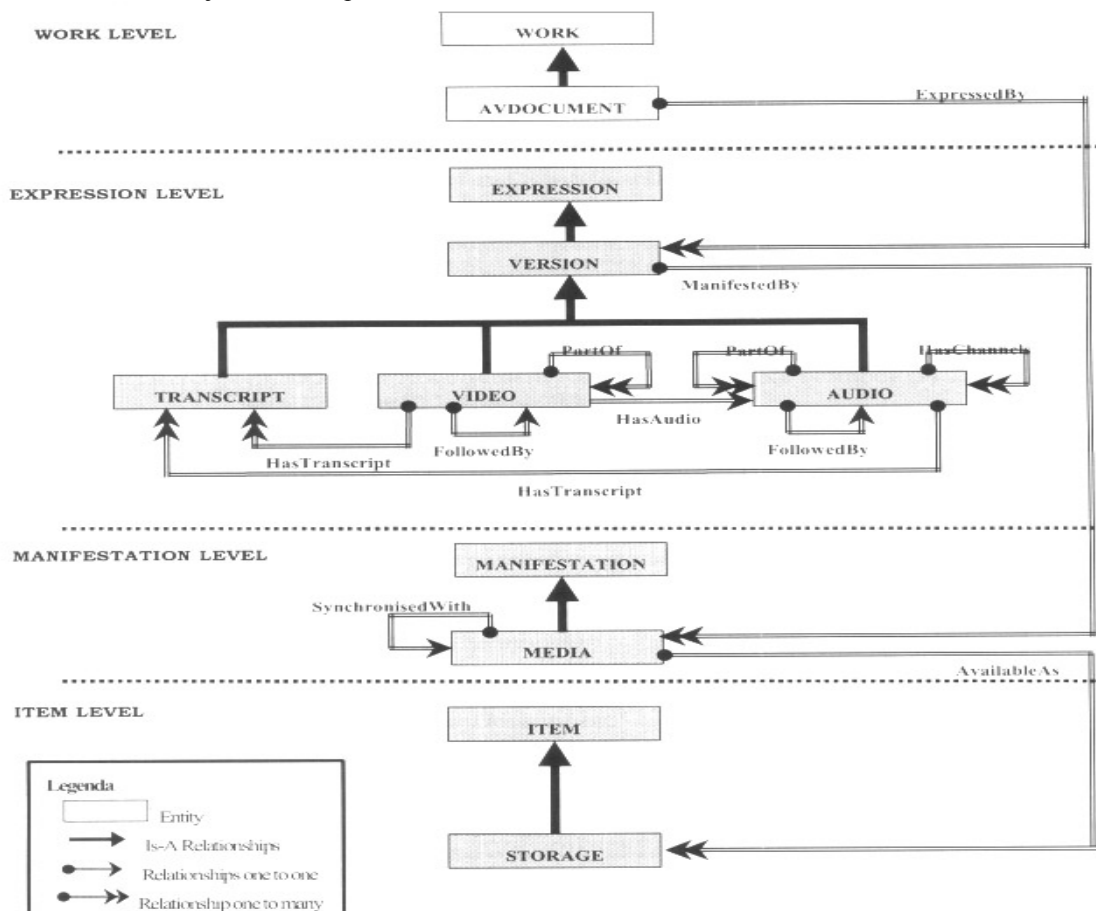 WORK LEVEL
WORK
AVDOCUMENT
ExpressedBy
EXPRESSION LEVEL
EXPRESSION
VERSION
ManifestedBy
PartOf
PartOf
HasChannels
TRANSCRIPT
VIDEO
AUDIO
HasAudio
HasTranscript
FollowedBy
FollowedBy
HasTranscript
MANIFESTATION LEVEL
MANIFESTATION
SynchronisedWith
MEDIA
AvailableAs
ITEM LEVEL
ITEM
Legenda
Entity
Is-A Relationships
STORAGE
Relationships one to one
Relationship one to many